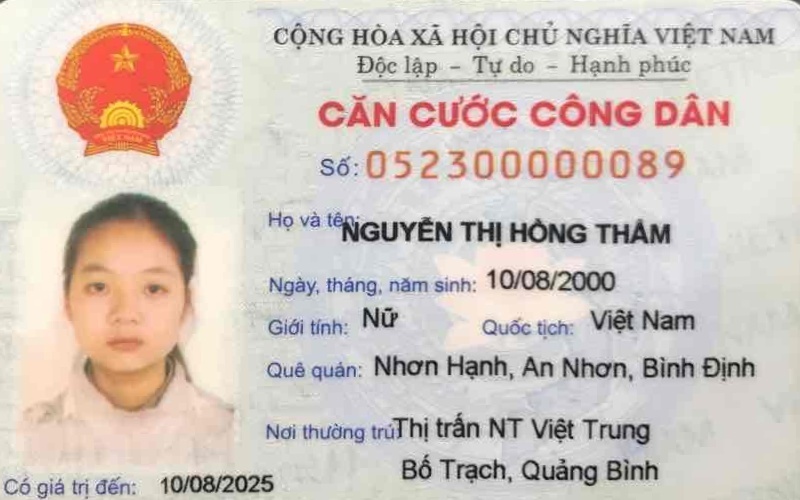 CỘNG HÒA XÃ HỘI CHỦ NGHĨA VIỆT NAM
Độc lập – Tự do – Hạnh phúc
CĂN CƯỚC CÔNG DÂN
Số: 052300000089
Họ và tên: NGUYỄN THỊ HỒNG THẮM
Ngày, tháng, năm sinh: 10/08/2000
Giới tính: Nữ Quốc tịch: Việt Nam
Quê quán: Nhơn Hạnh, An Nhơn, Bình Định
Nơi thường trú: Thị trấn NT Việt Trung
Bố Trạch, Quảng Bình
Có giá trị đến: 10/08/2025
VIỆT NAM